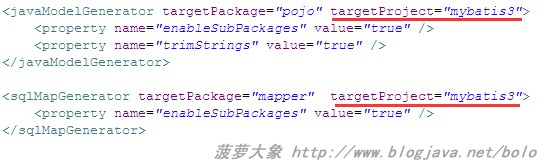 <javaModelGenerator targetPackage="pojo" targetProject="mybatis3">
<property name="enableSubPackages" value="true" />
<property name="trimStrings" value="true" />
</javaModelGenerator>
<sqlMapGenerator targetPackage="mapper" targetProject="mybatis3">
<property name="enableSubPackages" value="true" />
</sqlMapGenerator>
菠萝大象 http://www.blogjava.net/bolo